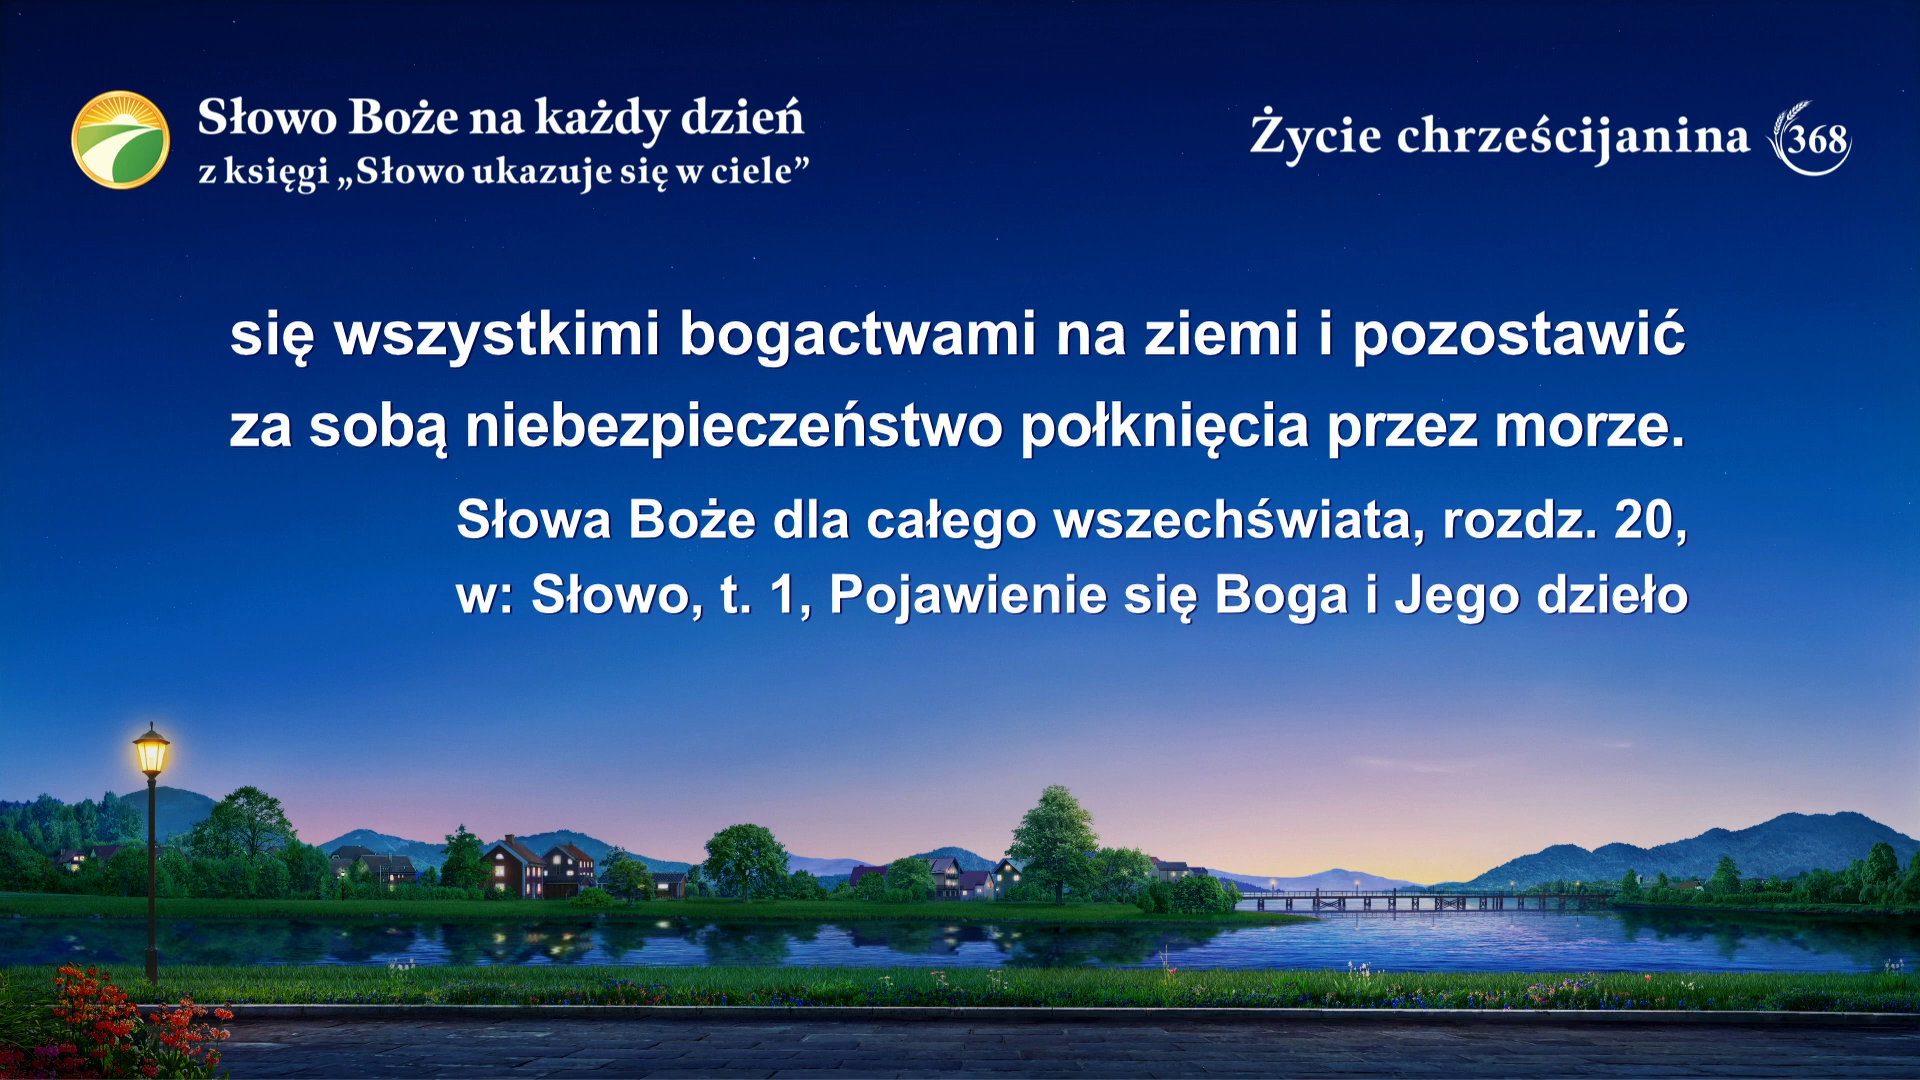 Słowo Boże na każdy dzień
z księgi „Słowo ukazuje się w ciele”
Życie chrześcijanina 368
się wszystkimi bogactwami na ziemi i pozostawić
za sobą niebezpieczeństwo połknięcia przez morze.
Słowa Boże dla całego wszechświata, rozdz. 20,
w: Słowo, t. 1, Pojawienie się Boga i Jego dzieło